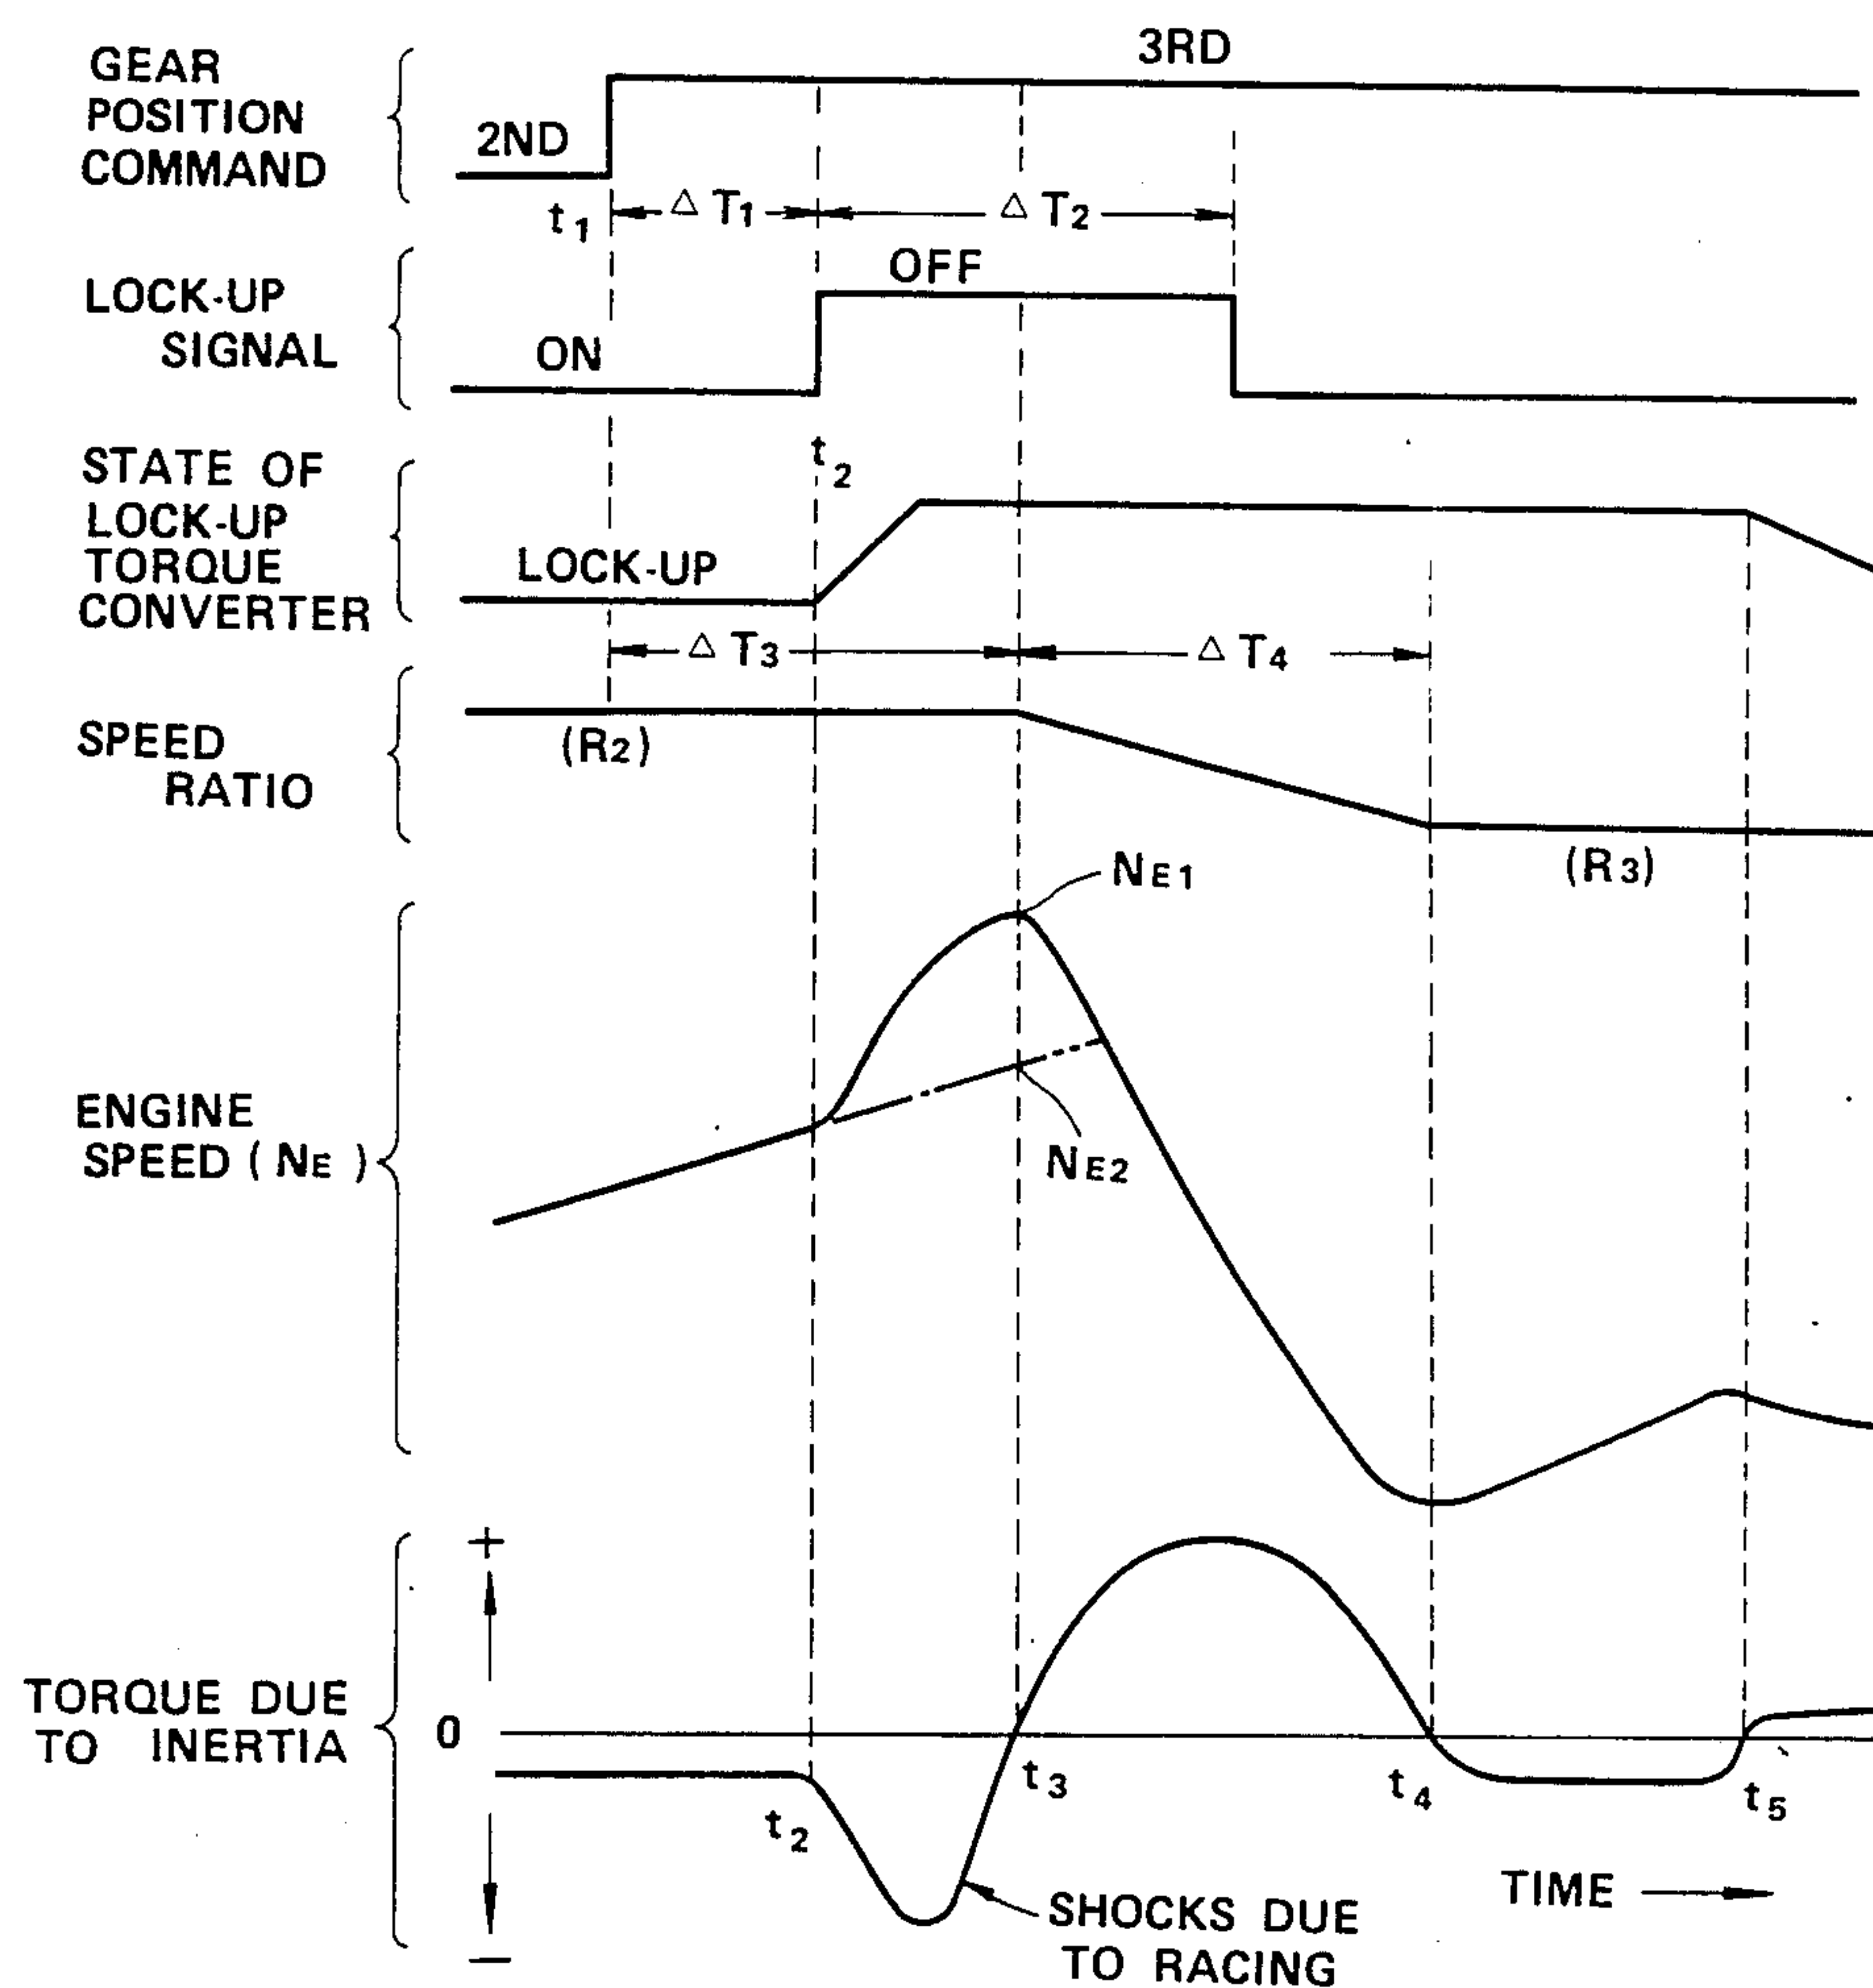 GEAR
POSITION
COMMAND
2ND
3RD
t1
△ T1
△ T2
LOCK-UP
SIGNAL
ON
OFF
t2
STATE OF
LOCK-UP
TORQUE
CONVERTER
LOCK-UP
△ T3
△ T4
SPEED
RATIO
(R2)
(R3)
NE1
ENGINE
SPEED (NE)
NE2
+
TORQUE DUE
TO INERTIA
0
t2
t3
t4
t5
SHOCKS DUE
TO RACING
TIME
−